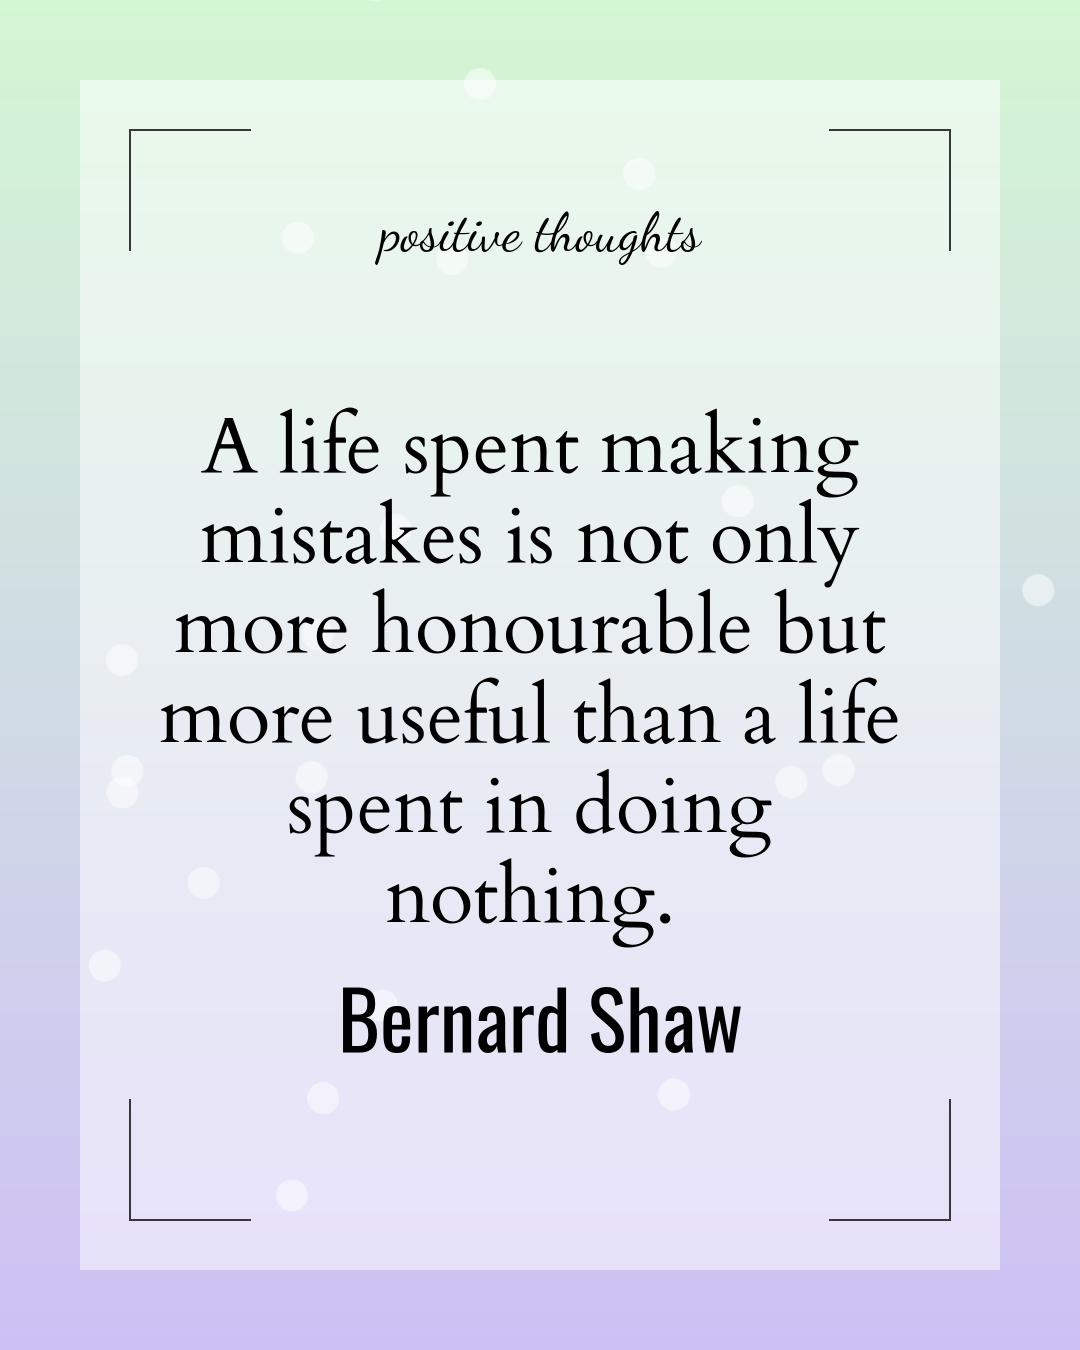 positive thoughts
A life spent making
mistakes is not only
more honourable but
more useful than a life
spent in doing
nothing.
Bernard Shaw